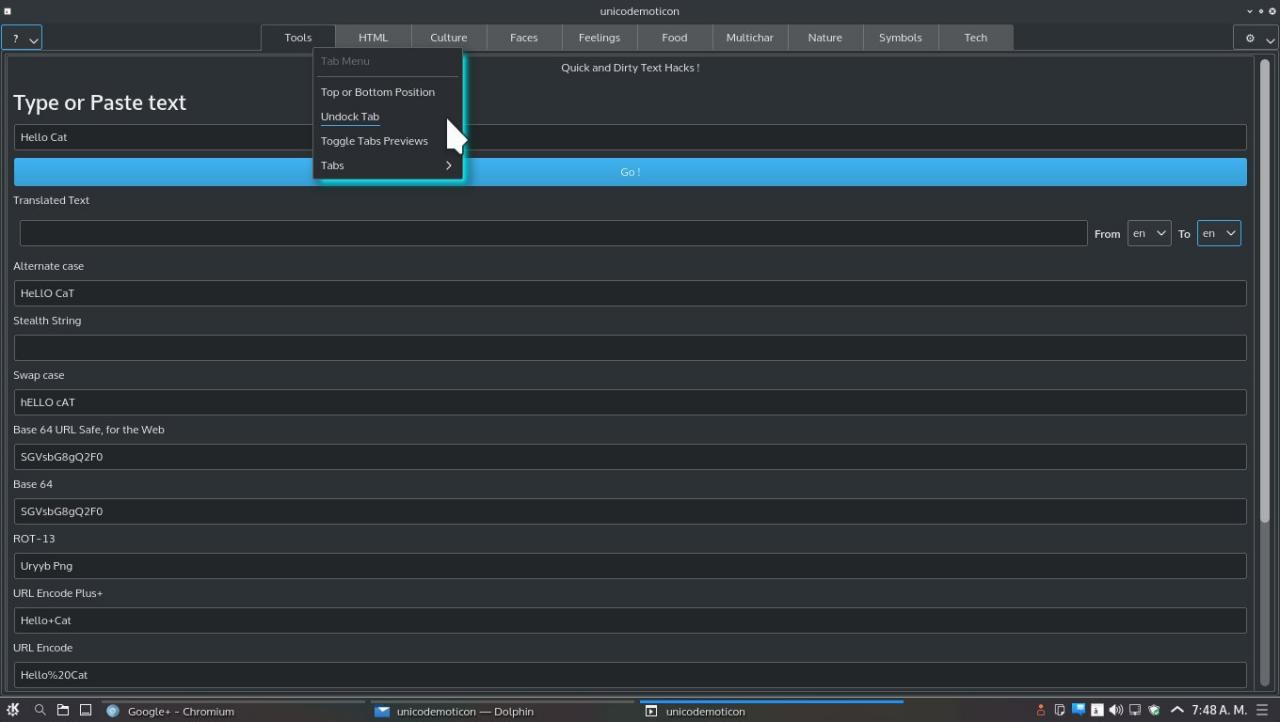 unicodemoticon
?
Tools HTML Culture Faces Feelings Food Multichar Nature Symbols Tech
Quick and Dirty Text Hacks !
Tab Menu
Top or Bottom Position
Undock Tab
Toggle Tabs Previews
Tabs
Type or Paste text
Hello Cat
Go !
Translated Text
From en To en
Alternate case
HeLlO CaT
Stealth String
Swap case
hELLO cAT
Base 64 URL Safe, for the Web
SGVsbG8gQ2F0
Base 64
SGVsbG8gQ2F0
ROT-13
Uryyb Png
URL Encode Plus+
Hello+Cat
URL Encode
Hello%20Cat
Google+ - Chromium unicodemoticon — Dolphin unicodemoticon 7:48 A. M.